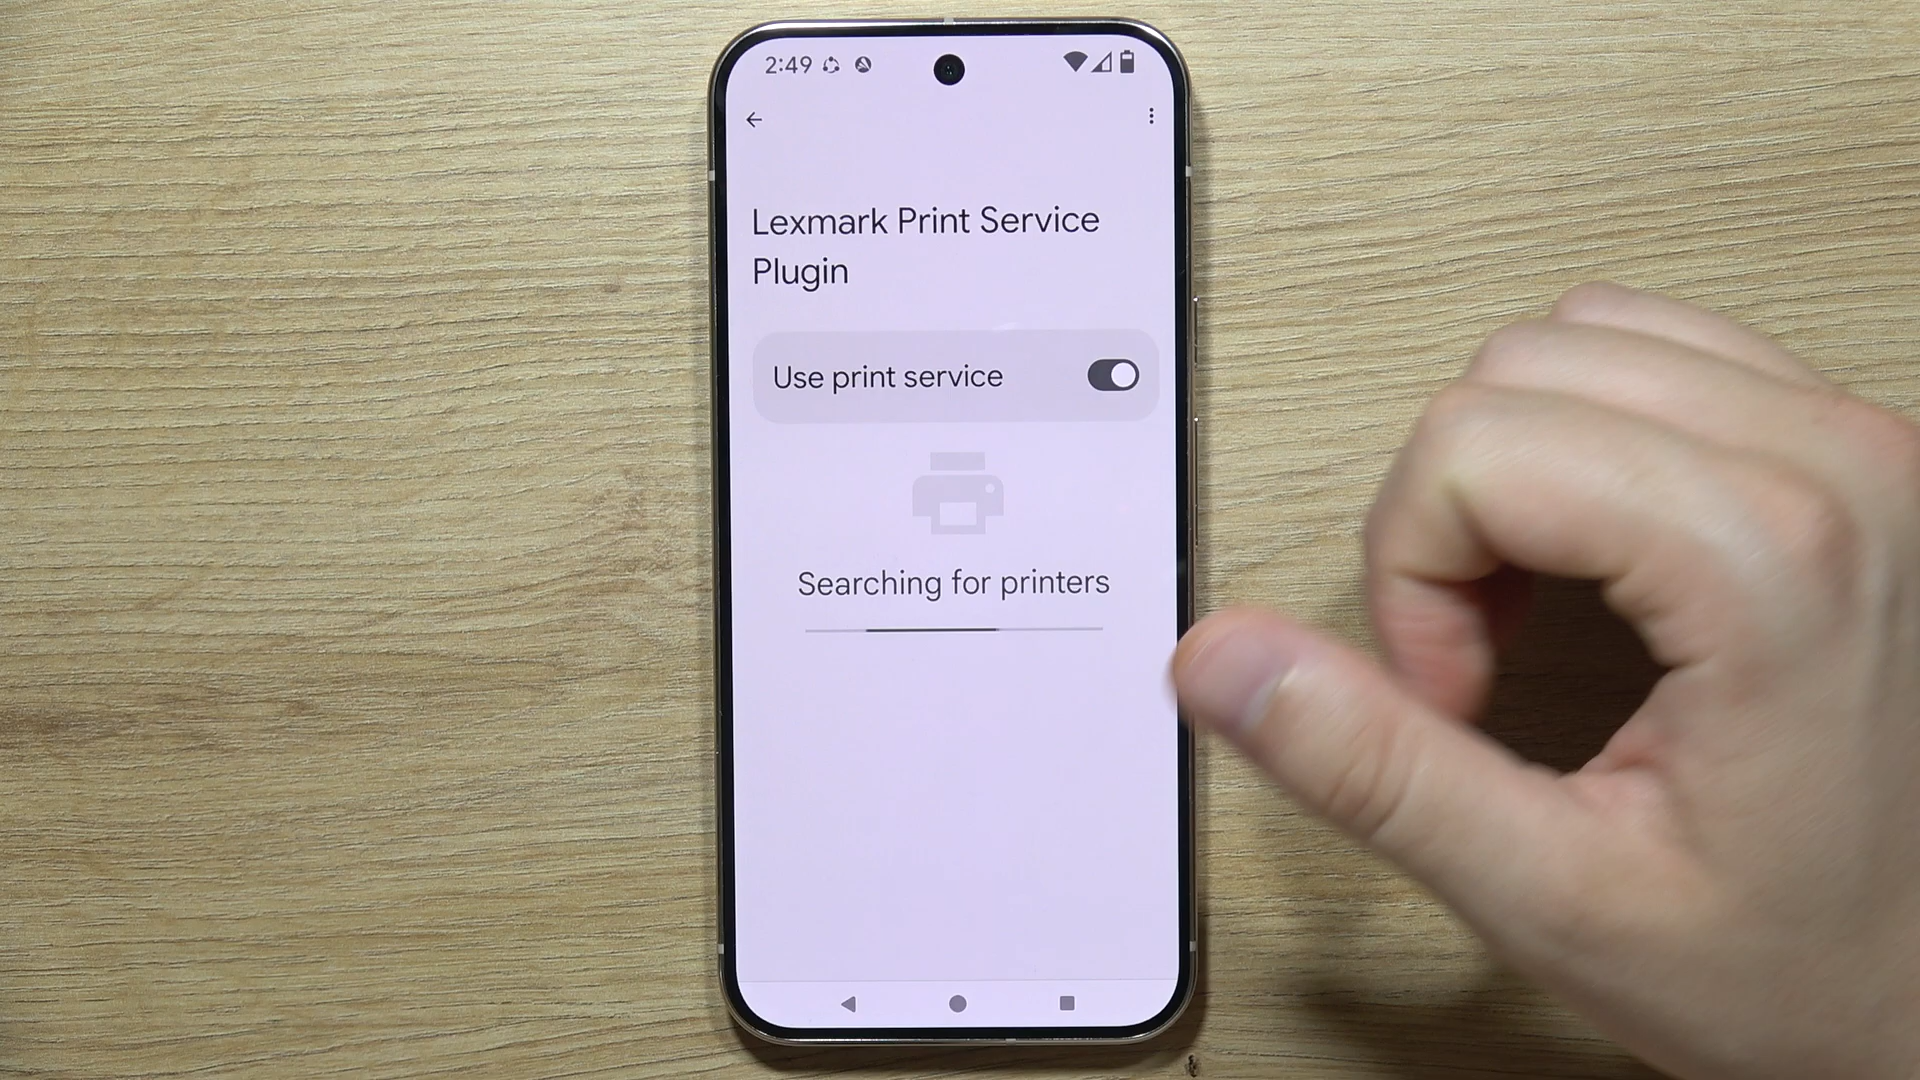 2:49
Lexmark Print Service
Plugin
Use print service
Searching for printers